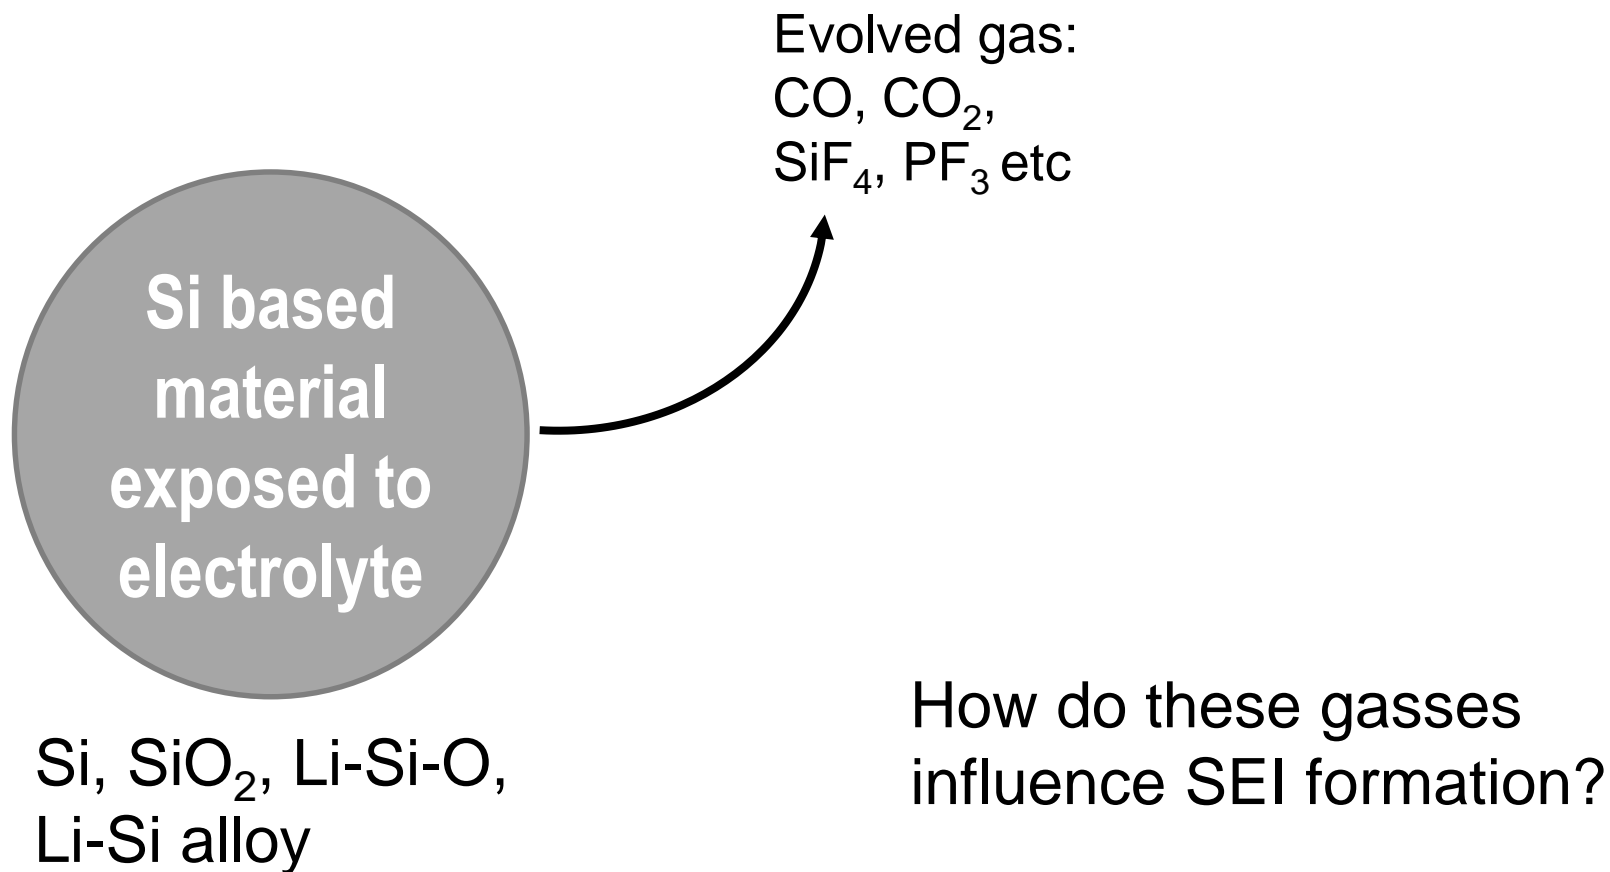 Evolved gas:
CO, CO₂,
SiF₄, PF₃ etc
Si based
material
exposed to
electrolyte
Si, SiO₂, Li-Si-O,
Li-Si alloy
How do these gasses
influence SEI formation?